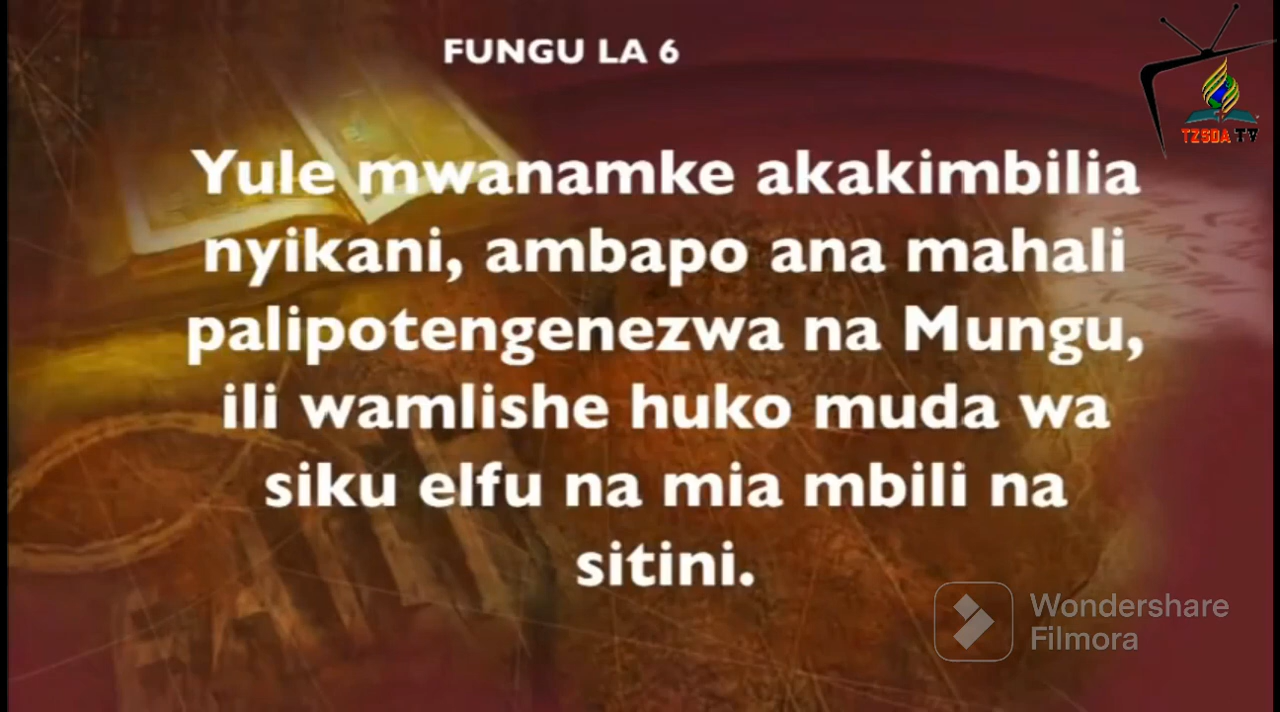 FUNGU LA 6
TZSDA TV
Yule mwanamke akakimbilia
nyikani, ambapo ana mahali
palipotengenezwa na Mungu,
ili wamlishe huko muda wa
siku elfu na mia mbili na
sitini.
Wondershare
Filmora